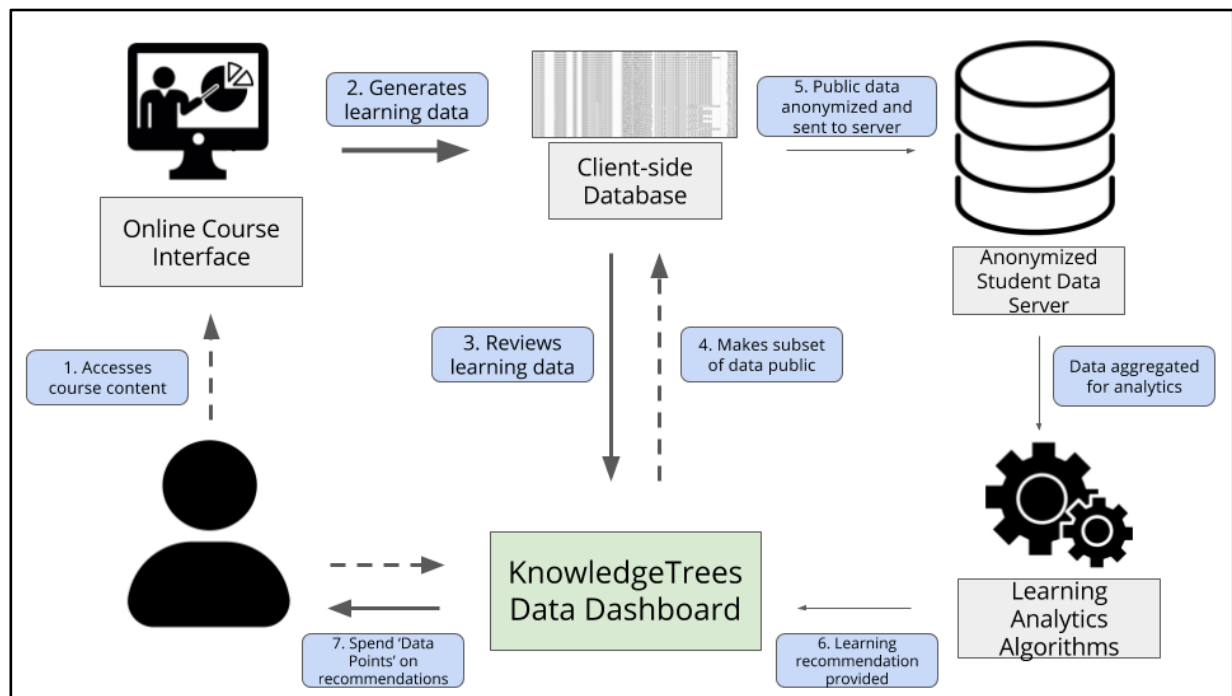 2. Generates
learning data
5. Public data
anonymized and
sent to server
Client-side
Database
Online Course
Interface
Anonymized
Student Data
Server
1. Accesses
course content
3. Reviews
learning data
4. Makes subset
of data public
Data aggregated
for analytics
KnowledgeTrees
Data Dashboard
Learning
Analytics
Algorithms
7. Spend ‘Data
Points’ on
recommendations
6. Learning
recommendation
provided